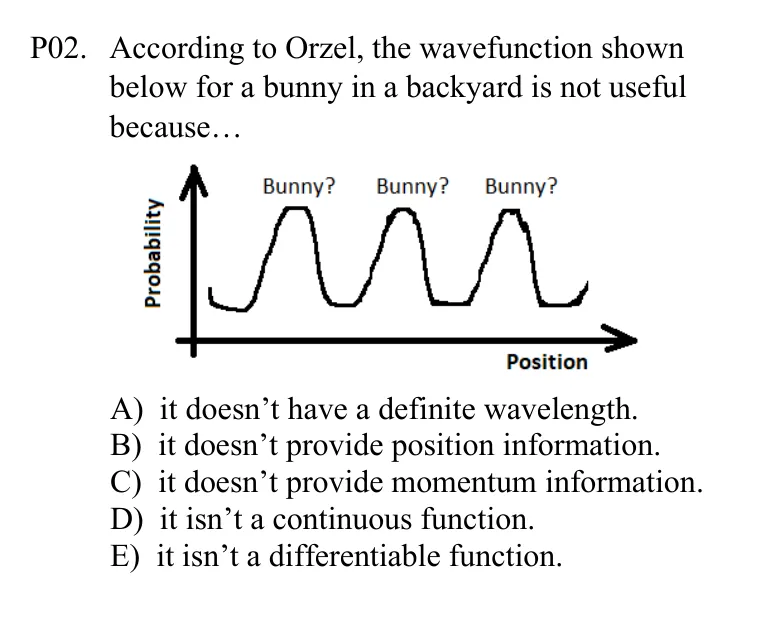 P02. According to Orzel, the wavefunction shown
below for a bunny in a backyard is not useful
because…
Bunny? Bunny? Bunny?
Probability
Position
A) it doesn’t have a definite wavelength.
B) it doesn’t provide position information.
C) it doesn’t provide momentum information.
D) it isn’t a continuous function.
E) it isn’t a differentiable function.